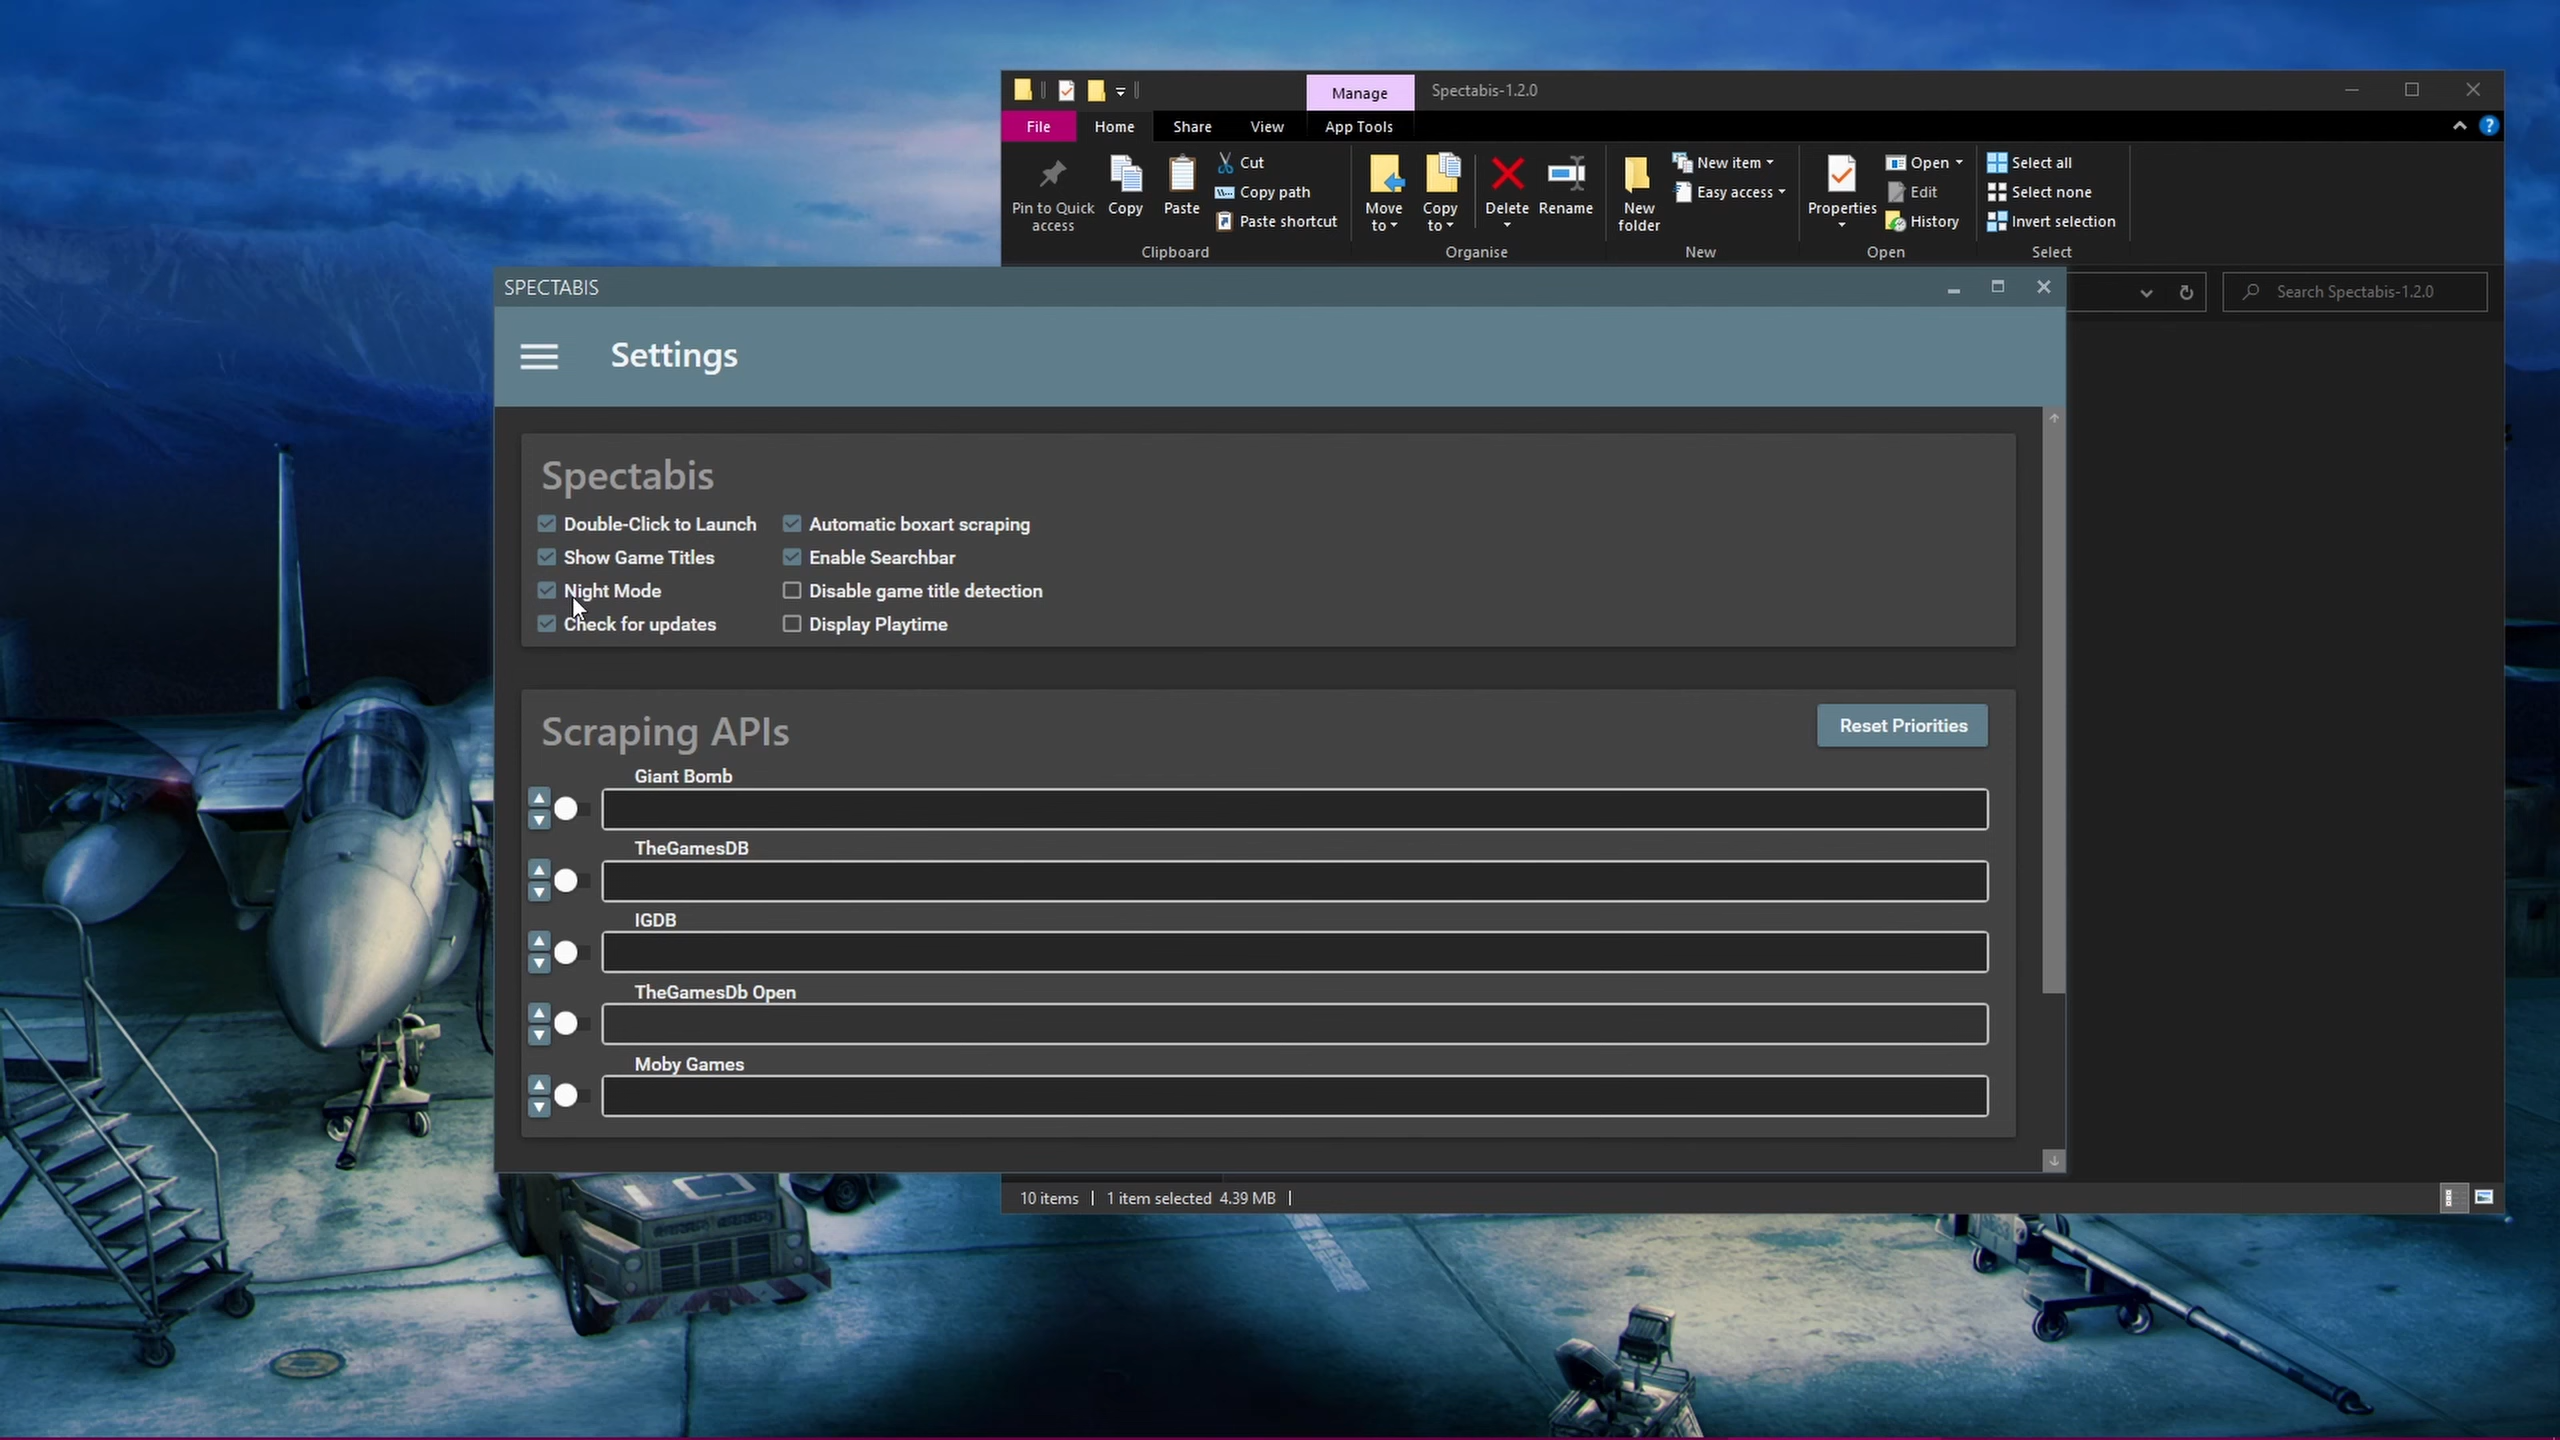 Manage
Spectabis-1.2.0
File
Home
Share
View
App Tools
Pin to Quick access
Copy
Paste
Cut
Copy path
Paste shortcut
Clipboard
Move to
Copy to
Delete
Rename
Organise
New folder
New item
Easy access
New
Properties
Open
Edit
History
Open
Select all
Select none
Invert selection
Select
Search Spectabis-1.2.0
SPECTABIS
Settings
Spectabis
Double-Click to Launch
Automatic boxart scraping
Show Game Titles
Enable Searchbar
Night Mode
Disable game title detection
Check for updates
Display Playtime
Scraping APIs
Reset Priorities
Giant Bomb
TheGamesDB
IGDB
TheGamesDb Open
Moby Games
10 items
1 item selected 4.39 MB